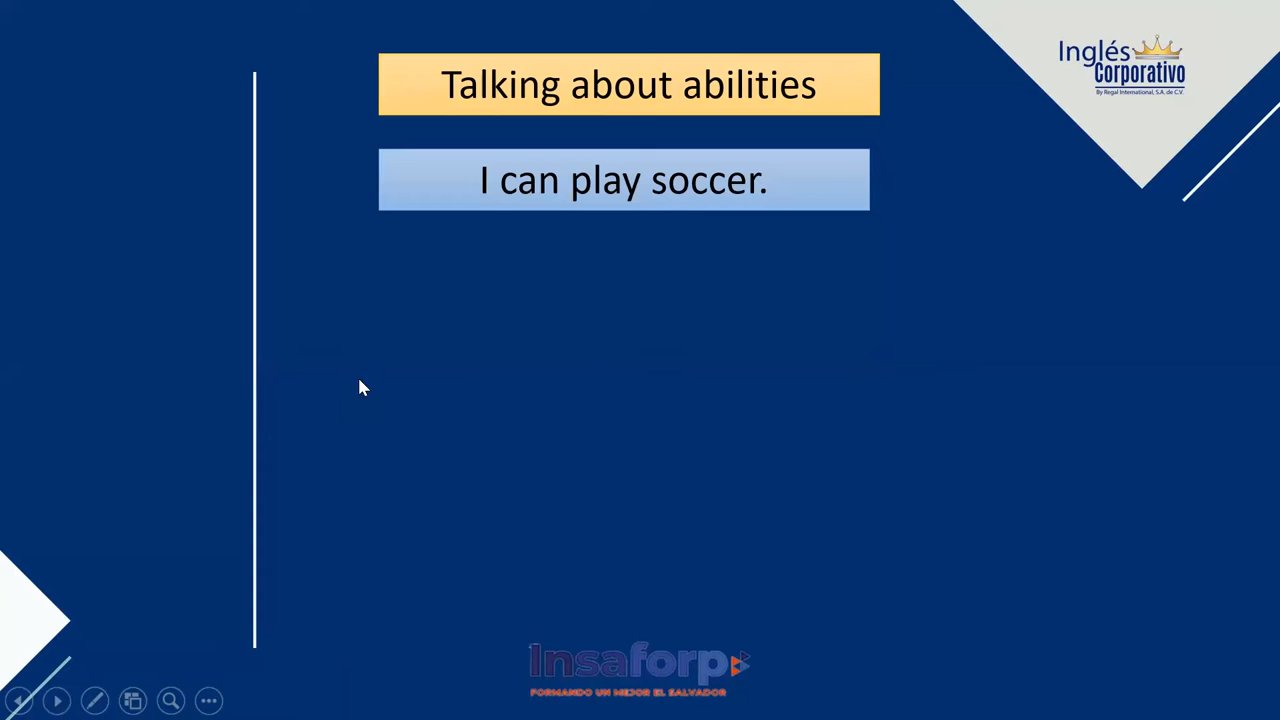 Talking about abilities
I can play soccer.
Inglés
Corporativo
By Regal International, S.A. de C.V.
Insaforp
FORMANDO UN MEJOR EL SALVADOR